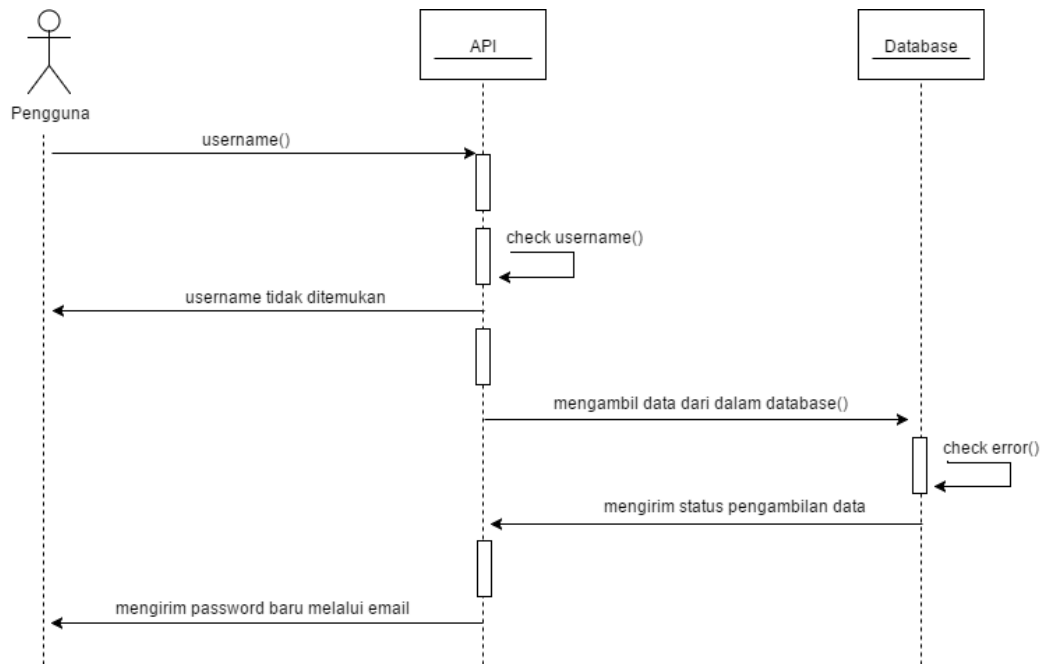 API
Database
Pengguna
username()
check username()
username tidak ditemukan
mengambil data dari dalam database()
check error()
mengirim status pengambilan data
mengirim password baru melalui email